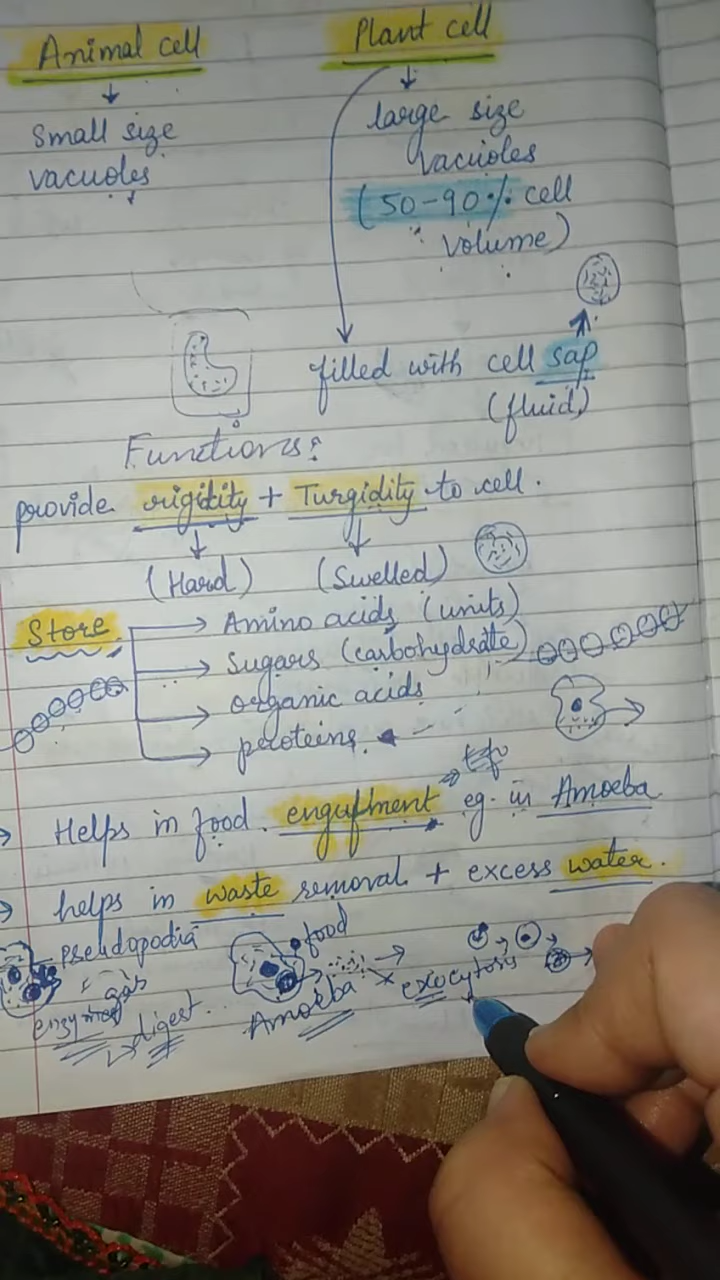 Animal cell
Plant cell
Small size
vacuoles
large size
vacuoles
(50-90% cell
volume)
filled with cell sap
(fluid)
Functions:
provide rigidity + Turgidity to cell.
(Hard) (Swelled)
Store
Amino acids (units)
Sugars (carbohydrate)
organic acids
proteins.
Helps in food engulfment eg. in Amoeba
helps in waste removal + excess water.
pseudopodia
food
enzymes
digest
Amoeba
exocytosis